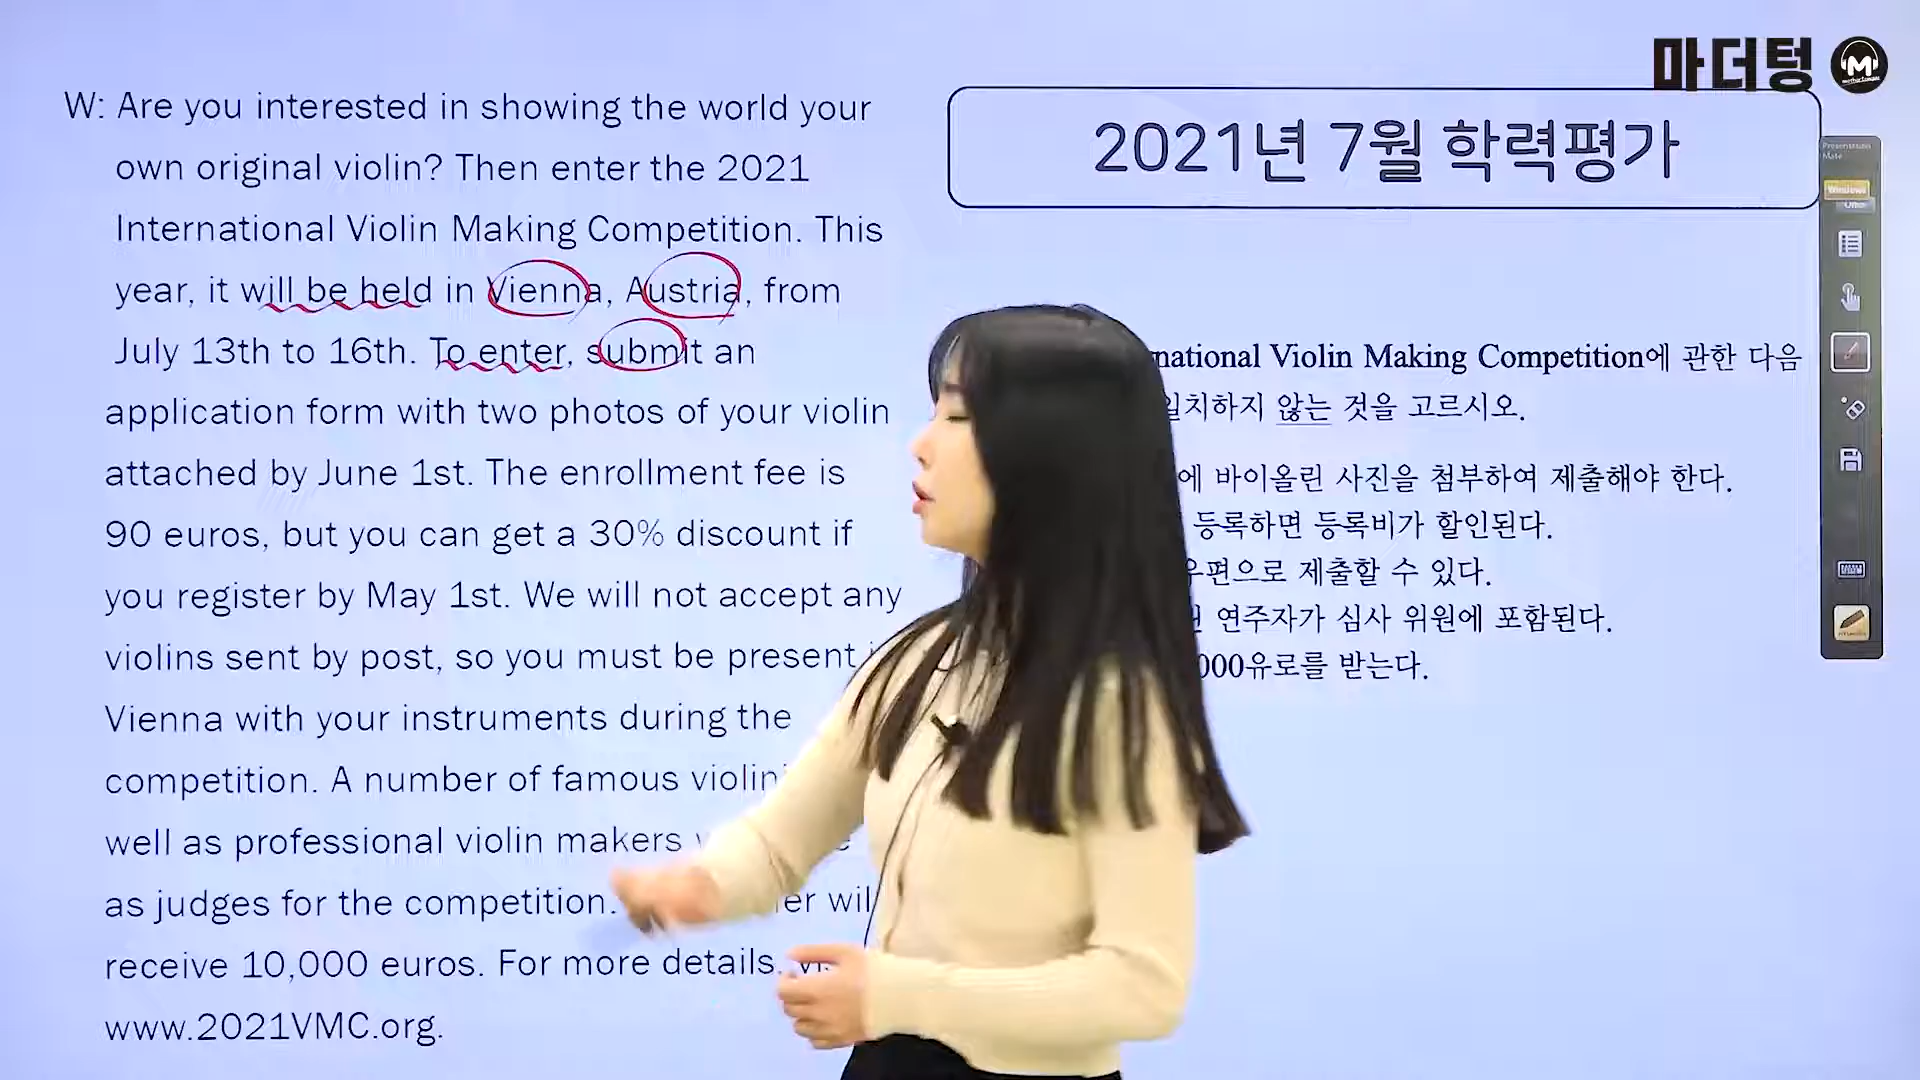 마더텅
W: Are you interested in showing the world your
own original violin? Then enter the 2021
International Violin Making Competition. This
year, it will be held in Vienna, Austria, from
July 13th to 16th. To enter, submit an
application form with two photos of your violin
attached by June 1st. The enrollment fee is
90 euros, but you can get a 30% discount if
you register by May 1st. We will not accept any
violins sent by post, so you must be present
Vienna with your instruments during the
competition. A number of famous
well as professional violin makers
as judges for the competition. will
receive 10,000 euros. For more details,
www.2021VMC.org.
2021년 7월 학력평가
Violin Making Competition에 관한 다음
일치하지 않는 것을 고르시오.
에 바이올린 사진을 첨부하여 제출해야 한다.
등록하면 등록비가 할인된다.
우편으로 제출할 수 있다.
연주자가 심사 위원에 포함된다.
000유로를 받는다.
Presentation
Mate
Windows